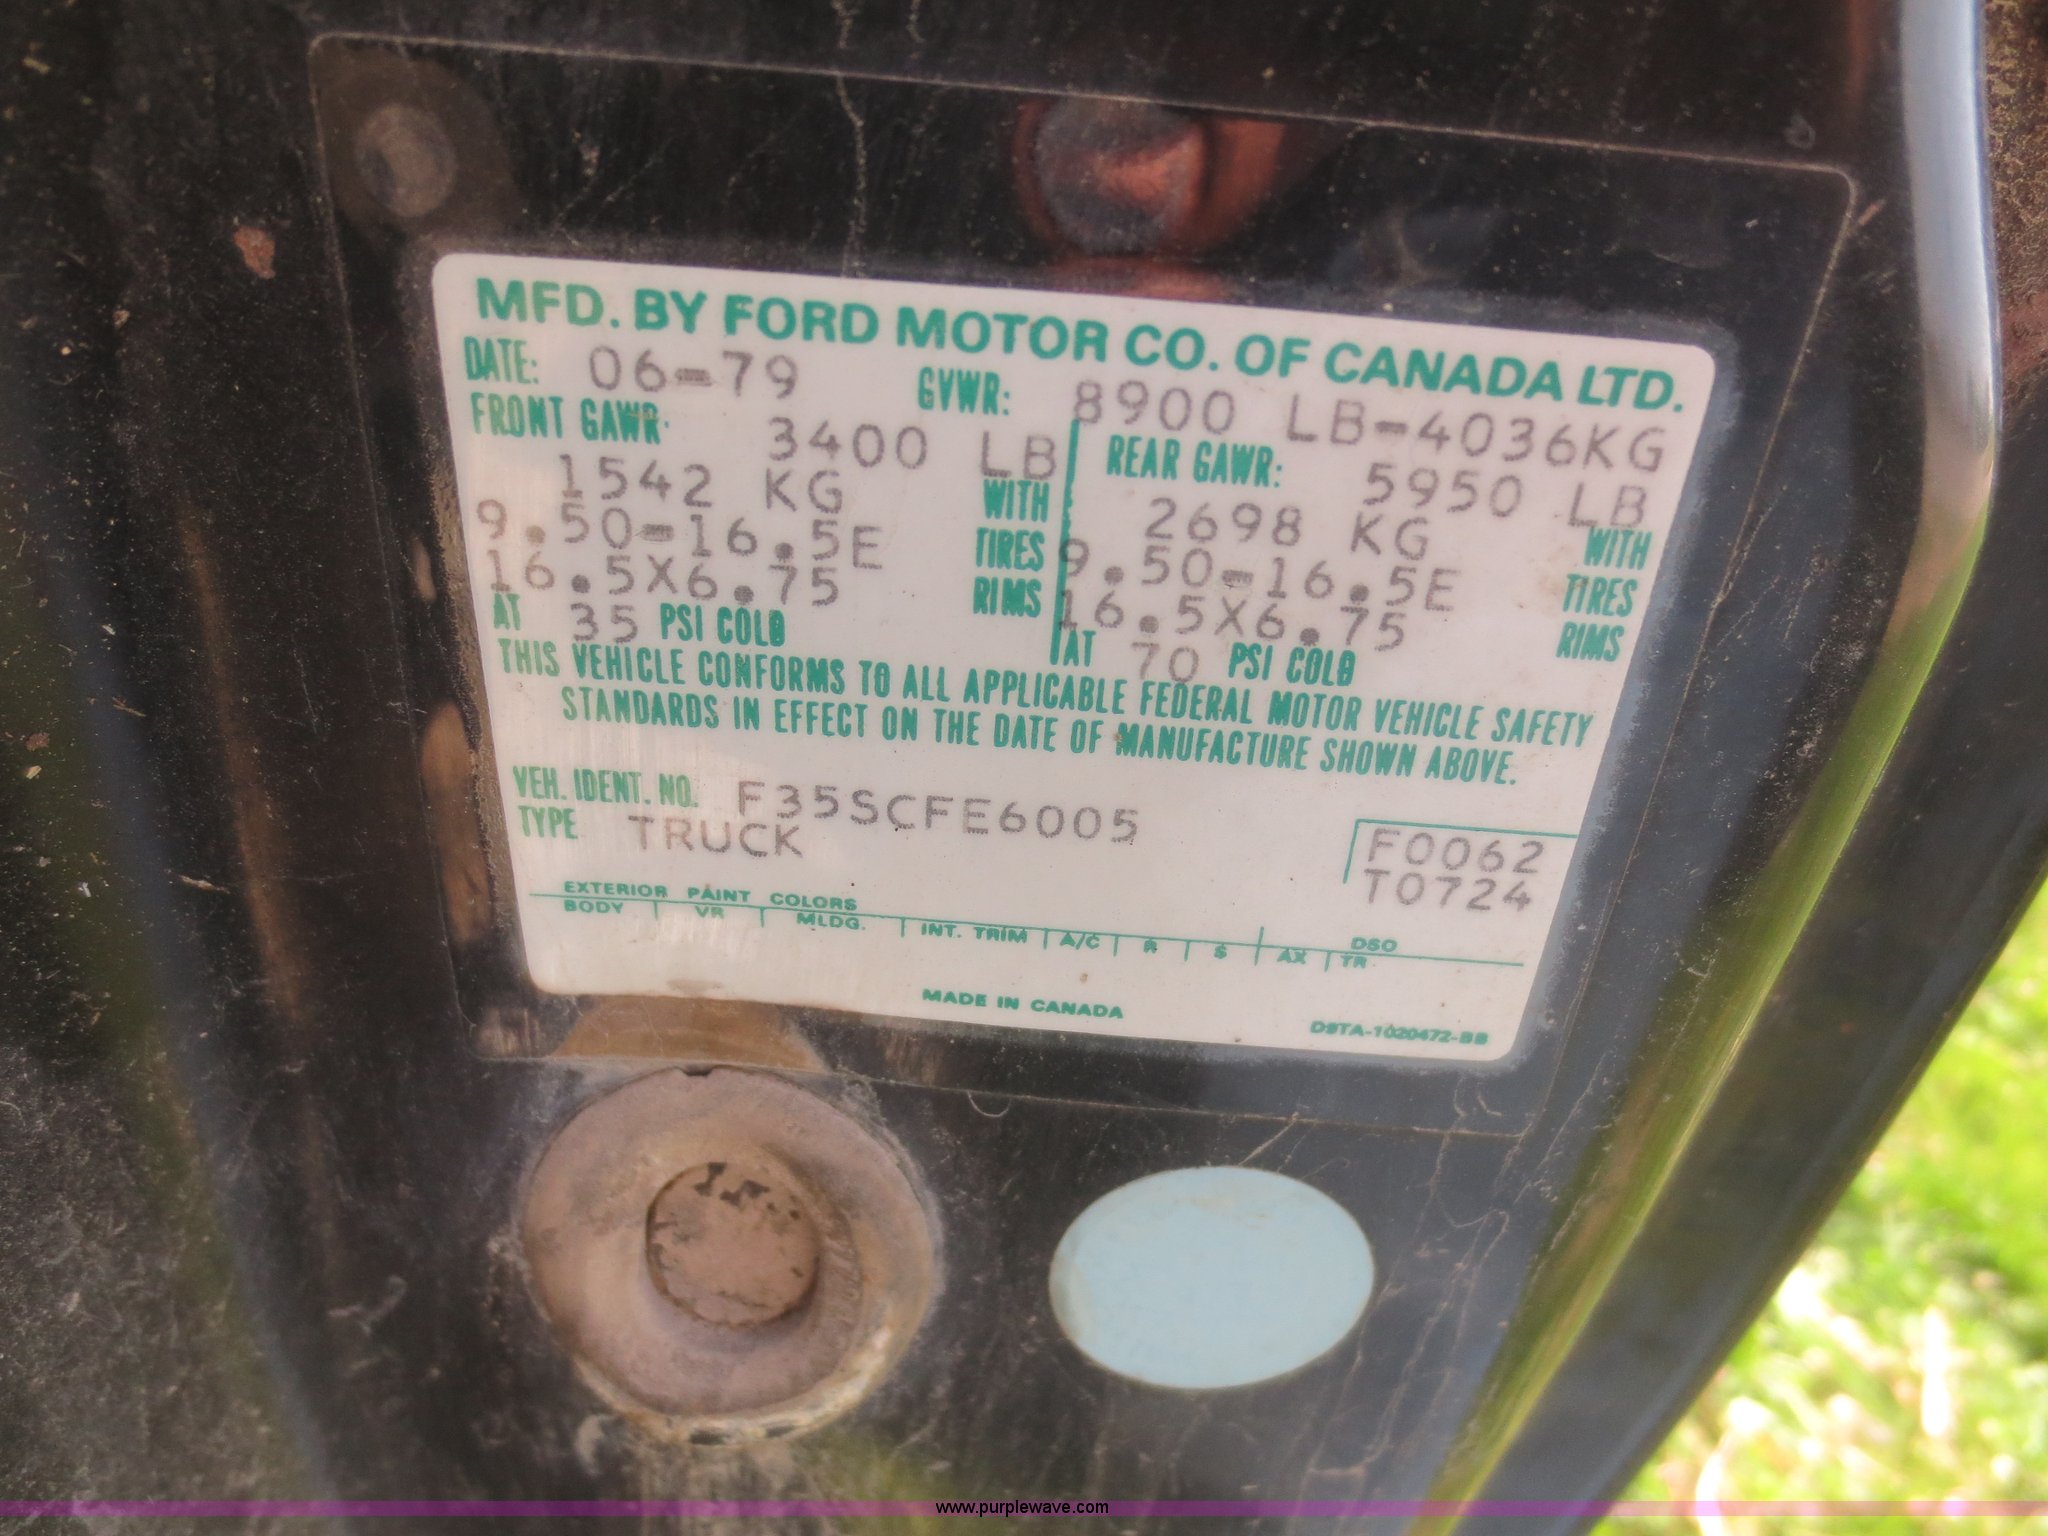 MFD. BY FORD MOTOR CO. OF CANADA LTD.
DATE: 06-79 GVWR: 8900 LB-4036KG
FRONT GAWR: 3400 LB REAR GAWR: 5950 LB
1542 KG WITH 2698 KG WITH
9.50-16.5E TIRES 9.50-16.5E TIRES
16.5X6.75 RIMS 16.5X6.75 RIMS
AT 35 PSI COLD AT 70 PSI COLD
THIS VEHICLE CONFORMS TO ALL APPLICABLE FEDERAL MOTOR VEHICLE SAFETY
STANDARDS IN EFFECT ON THE DATE OF MANUFACTURE SHOWN ABOVE.
VEH. IDENT. NO. F35SCFE6005
TYPE TRUCK F0062
T0724
EXTERIOR PAINT COLORS DSO
BODY VR MLDG. INT. TRIM A/C R S AX TR
MADE IN CANADA D9TA-1020472-BB
www.purplewave.com